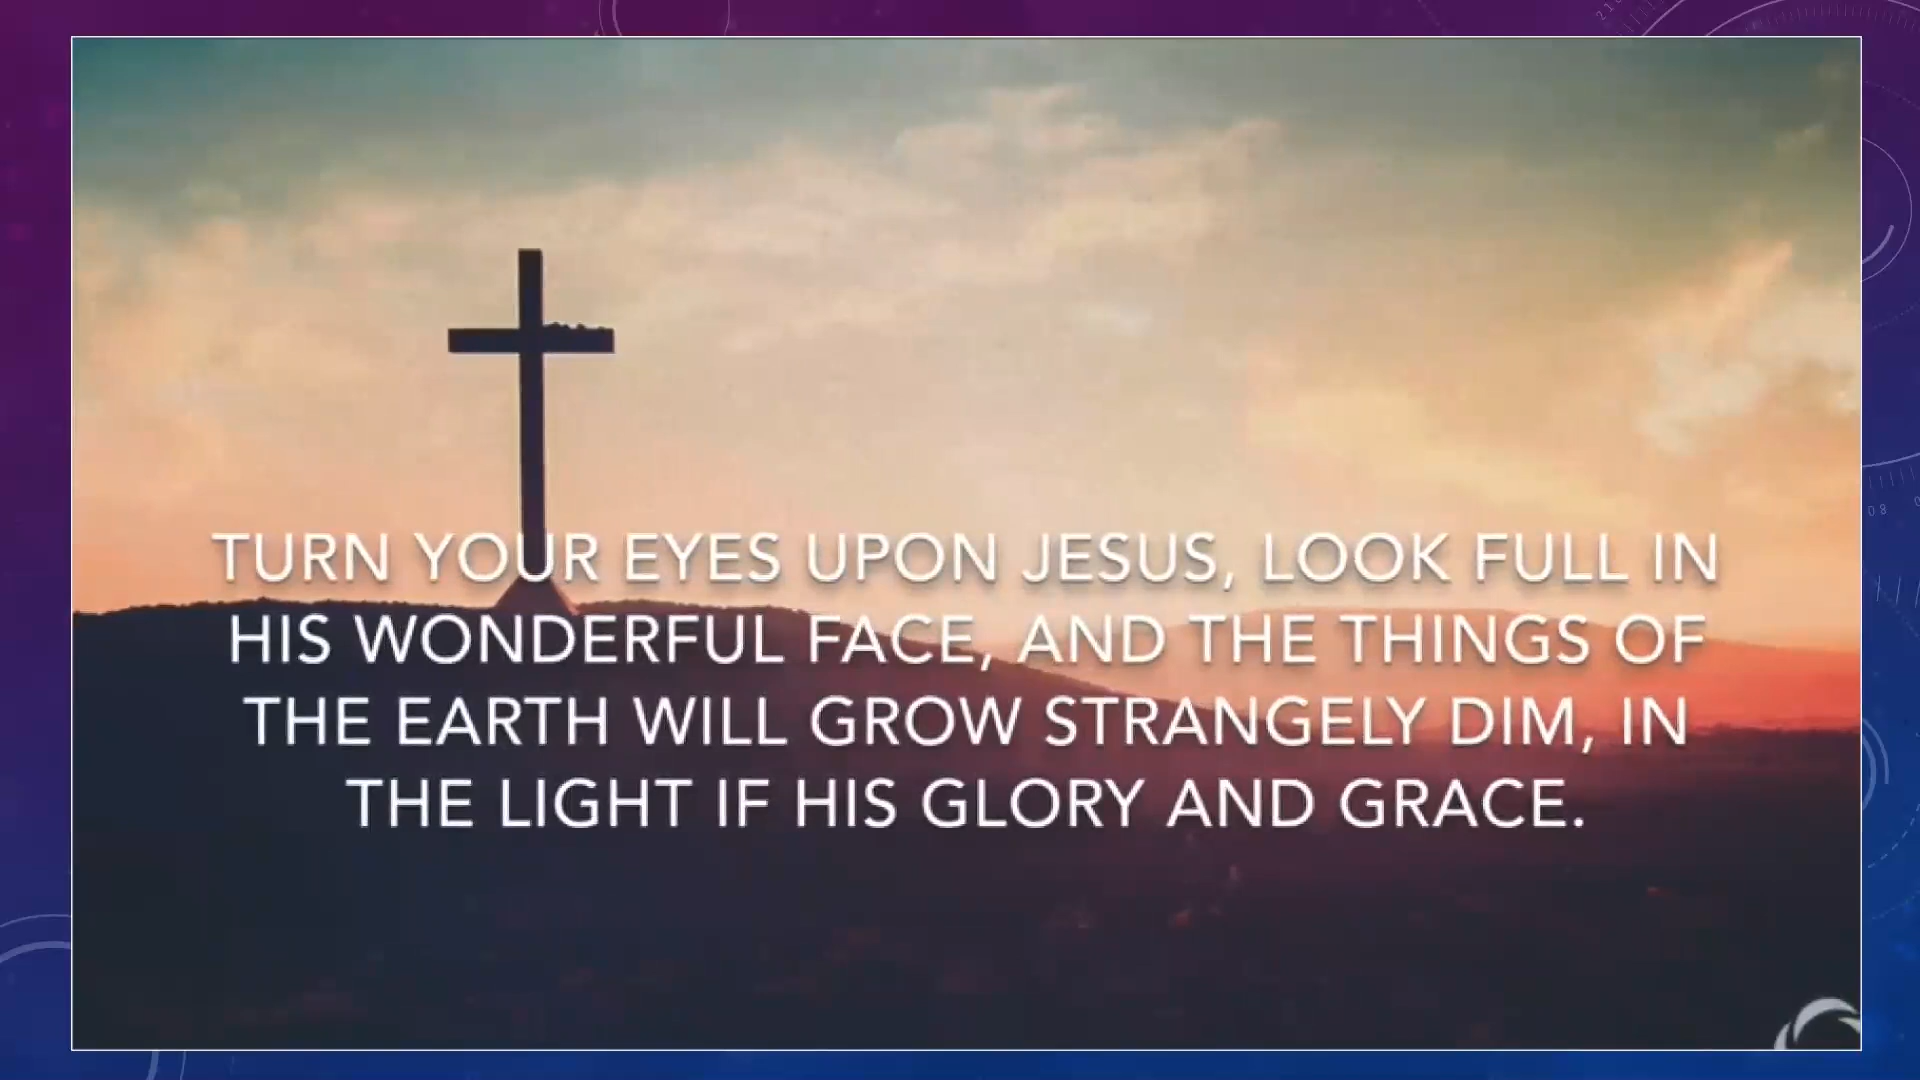 TURN YOUR EYES UPON JESUS, LOOK FULL IN
HIS WONDERFUL FACE, AND THE THINGS OF
THE EARTH WILL GROW STRANGELY DIM, IN
THE LIGHT IF HIS GLORY AND GRACE.